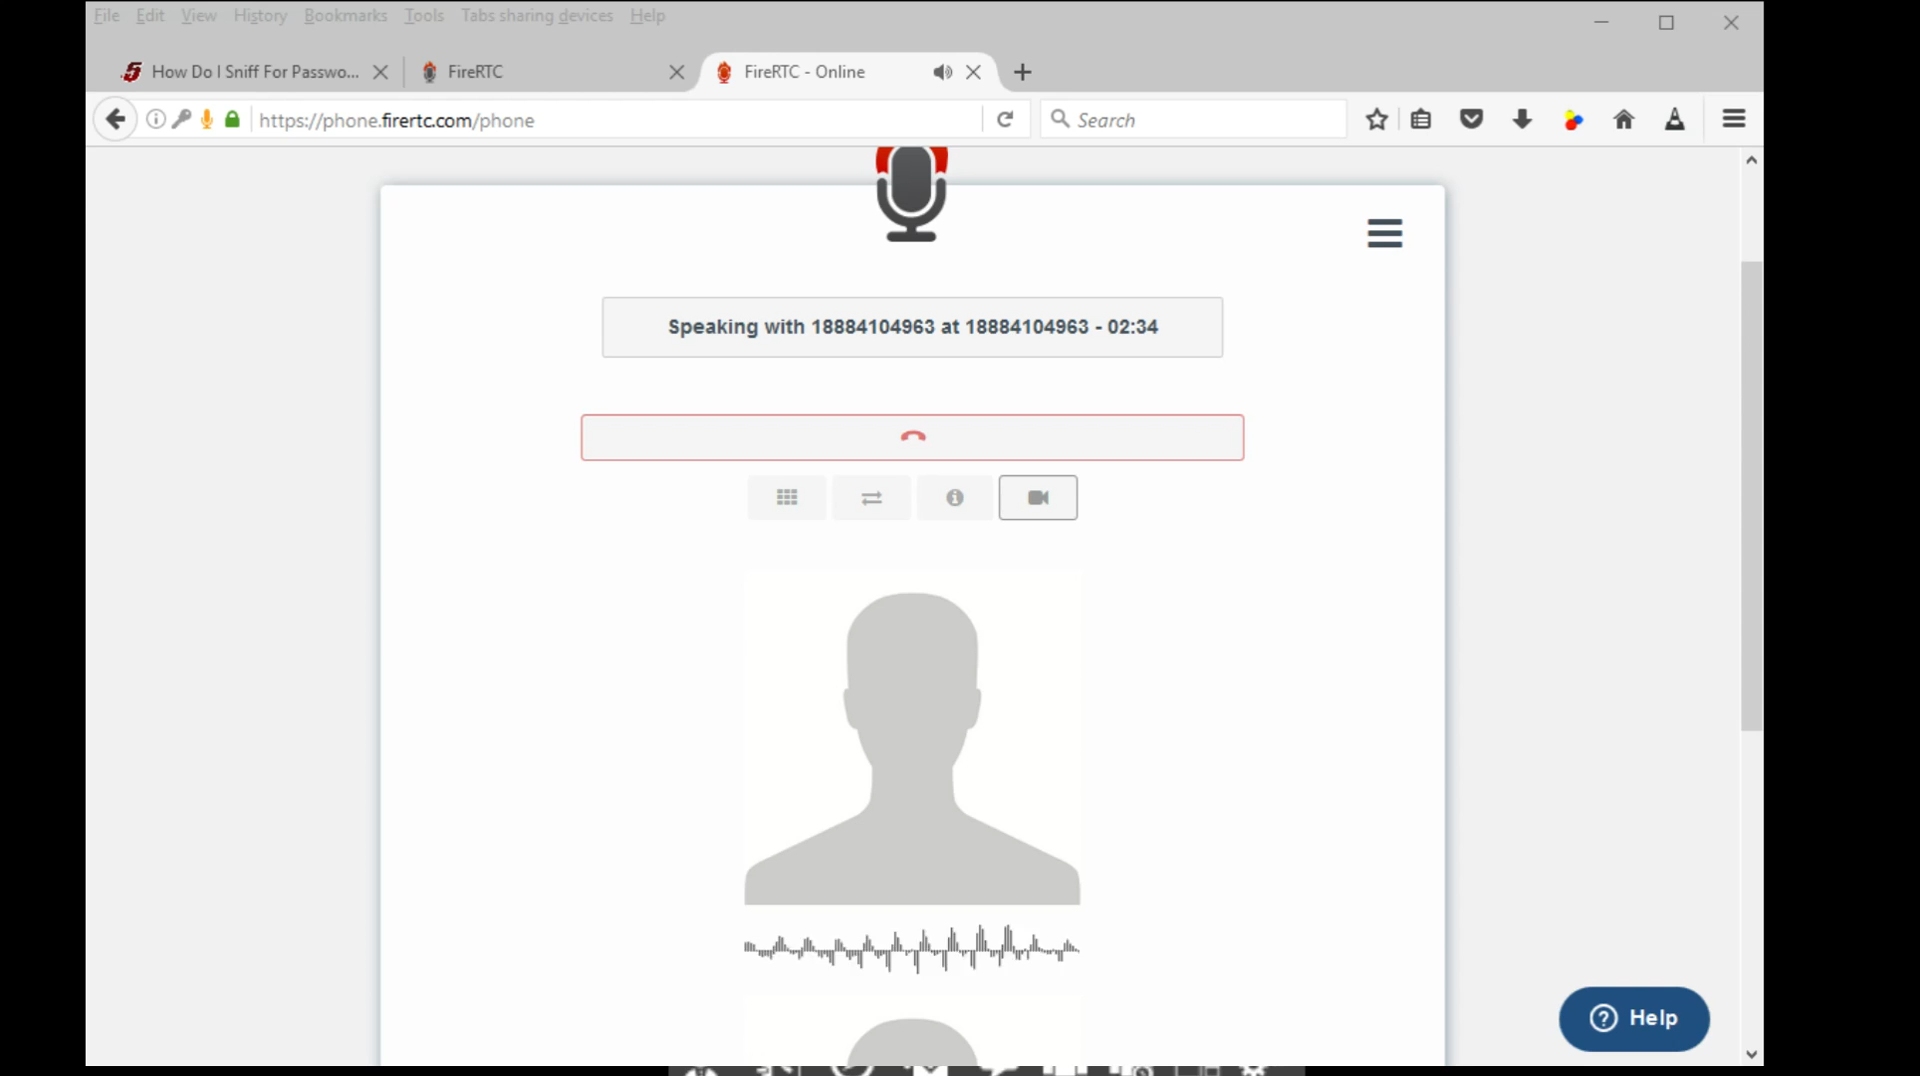 File Edit View History Bookmarks Tools Tabs sharing devices Help
How Do I Sniff For Passwo...
FireRTC
FireRTC - Online
https://phone.firertc.com/phone
Search
Speaking with 18884104963 at 18884104963 - 02:34
Help